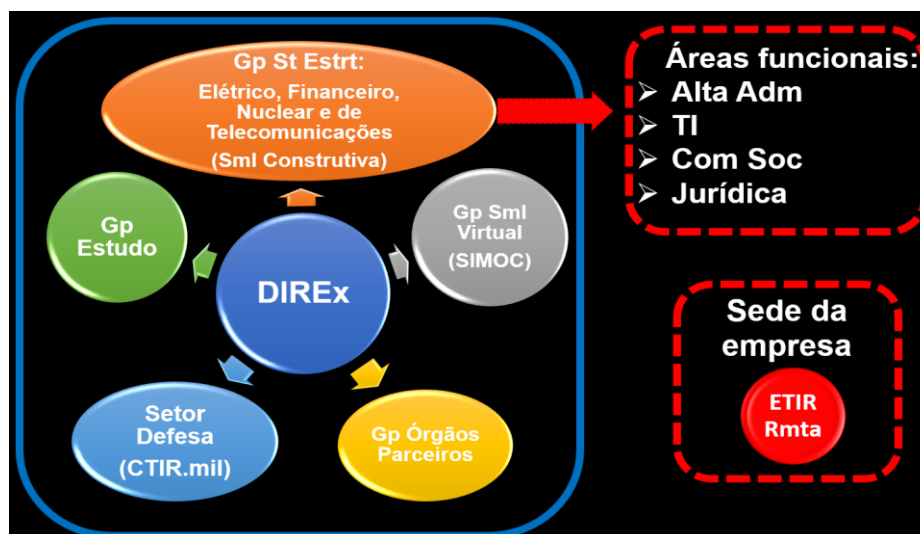 Gp St Estrt:
Elétrico, Financeiro,
Nuclear e de
Telecomunicações
(Sml Construtiva)
Gp
Estudo
Gp Sml
Virtual
(SIMOC)
DIREx
Setor
Defesa
(CTIR.mil)
Gp Órgãos
Parceiros
Áreas funcionais:
Alta Adm
TI
Com Soc
Jurídica
Sede da
empresa
ETIR
Rmta